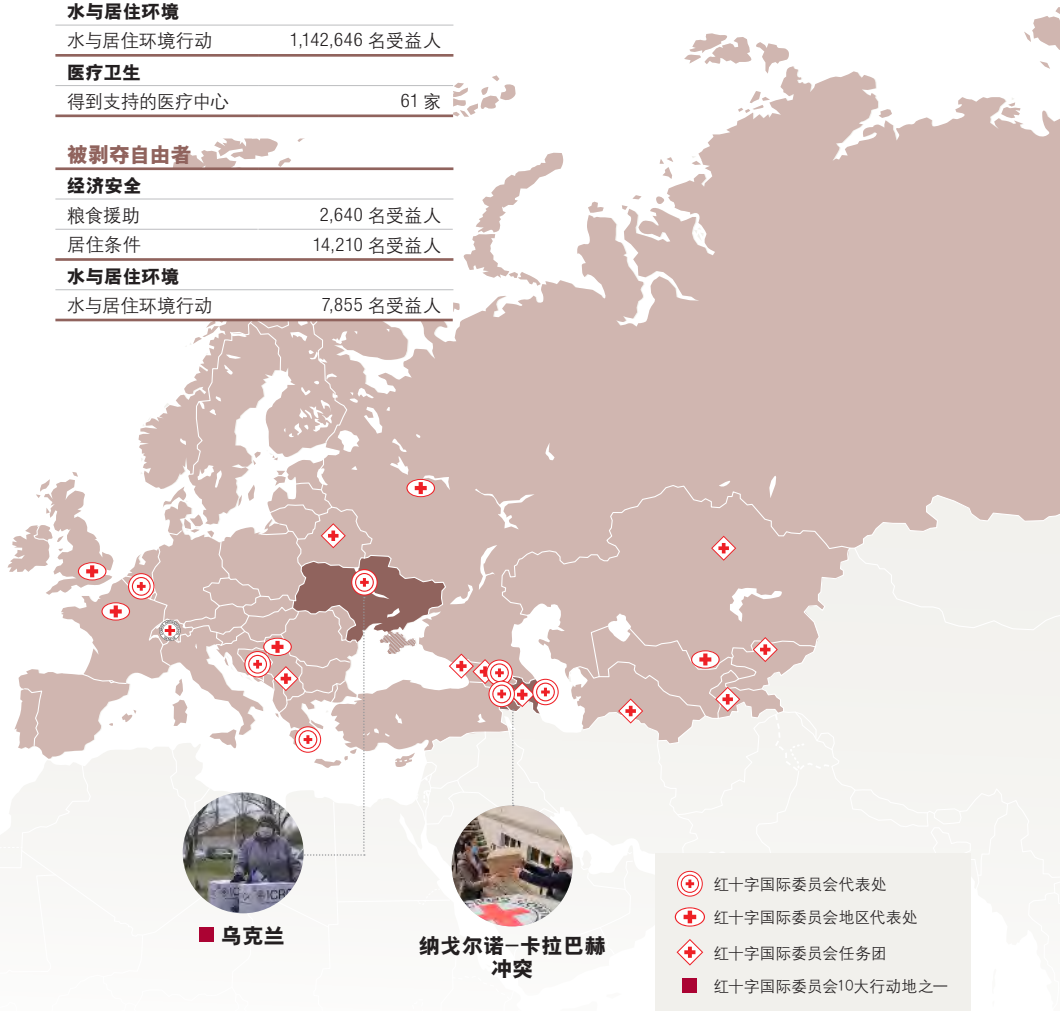 水与居住环境
水与居住环境行动 1,142,646 名受益人
医疗卫生
得到支持的医疗中心 61 家
被剥夺自由者
经济安全
粮食援助 2,640 名受益人
居住条件 14,210 名受益人
水与居住环境
水与居住环境行动 7,855 名受益人
乌克兰
纳戈尔诺–卡拉巴赫
冲突
红十字国际委员会代表处
红十字国际委员会地区代表处
红十字国际委员会任务团
红十字国际委员会10大行动地之一